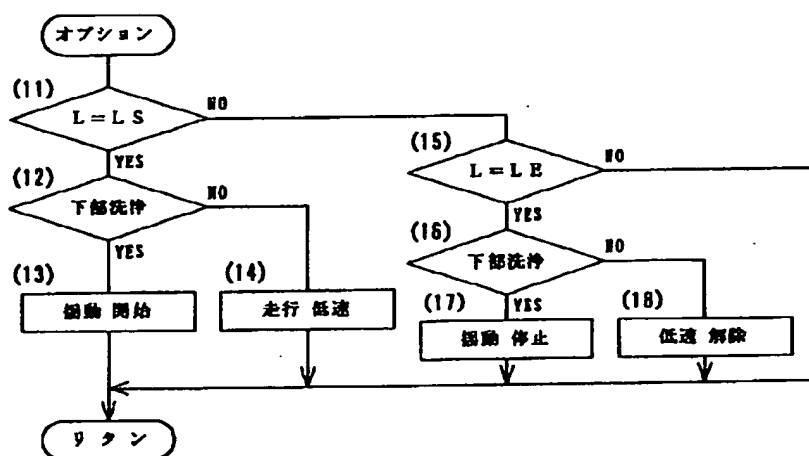 オプション
(11)
L=LS
NO
YES
(12)
下部洗浄
NO
YES
(13)
揺動 開始
(14)
走行 低速
(15)
L=LE
NO
YES
(16)
下部洗浄
NO
YES
(17)
揺動 停止
(18)
低速 解除
リタン